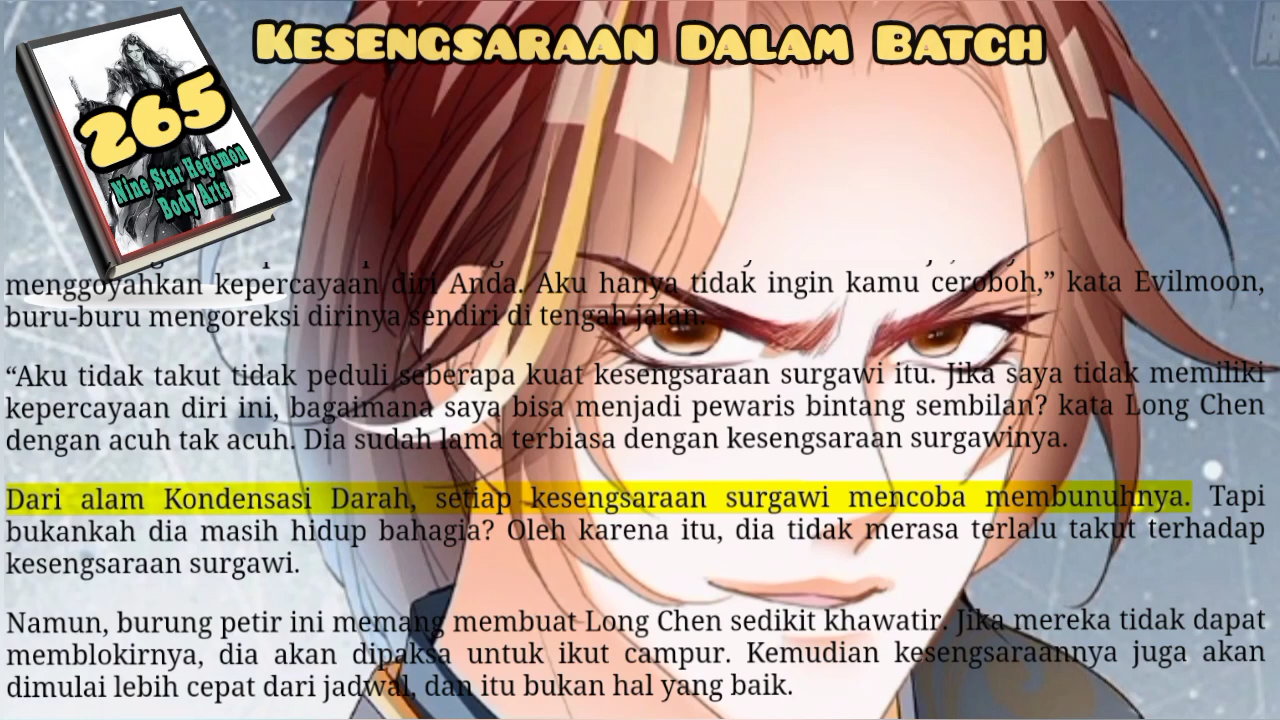 Kesengsaraan Dalam Batch
265
Nine Star Hegemon
Body Arts
menggoyahkan kepercayaan diri Anda. Aku hanya tidak ingin kamu ceroboh,” kata Evilmoon,
buru-buru mengoreksi dirinya sendiri di tengah jalan.
“Aku tidak takut tidak peduli seberapa kuat kesengsaraan surgawi itu. Jika saya tidak memiliki
kepercayaan diri ini, bagaimana saya bisa menjadi pewaris bintang sembilan? kata Long Chen
dengan acuh tak acuh. Dia sudah lama terbiasa dengan kesengsaraan surgawinya.
Dari alam Kondensasi Darah, setiap kesengsaraan surgawi mencoba membunuhnya. Tapi
bukankah dia masih hidup bahagia? Oleh karena itu, dia tidak merasa terlalu takut terhadap
kesengsaraan surgawi.
Namun, burung petir ini memang membuat Long Chen sedikit khawatir. Jika mereka tidak dapat
memblokirnya, dia akan dipaksa untuk ikut campur. Kemudian kesengsaraannya juga akan
dimulai lebih cepat dari jadwal, dan itu bukan hal yang baik.